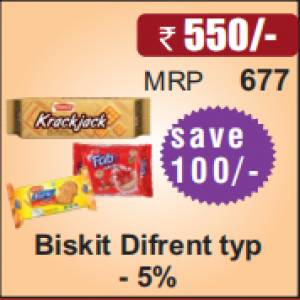 ₹ 550/-
MRP 677
Krackjack
save
100/-
Fab
Biskit Difrent typ
- 5%